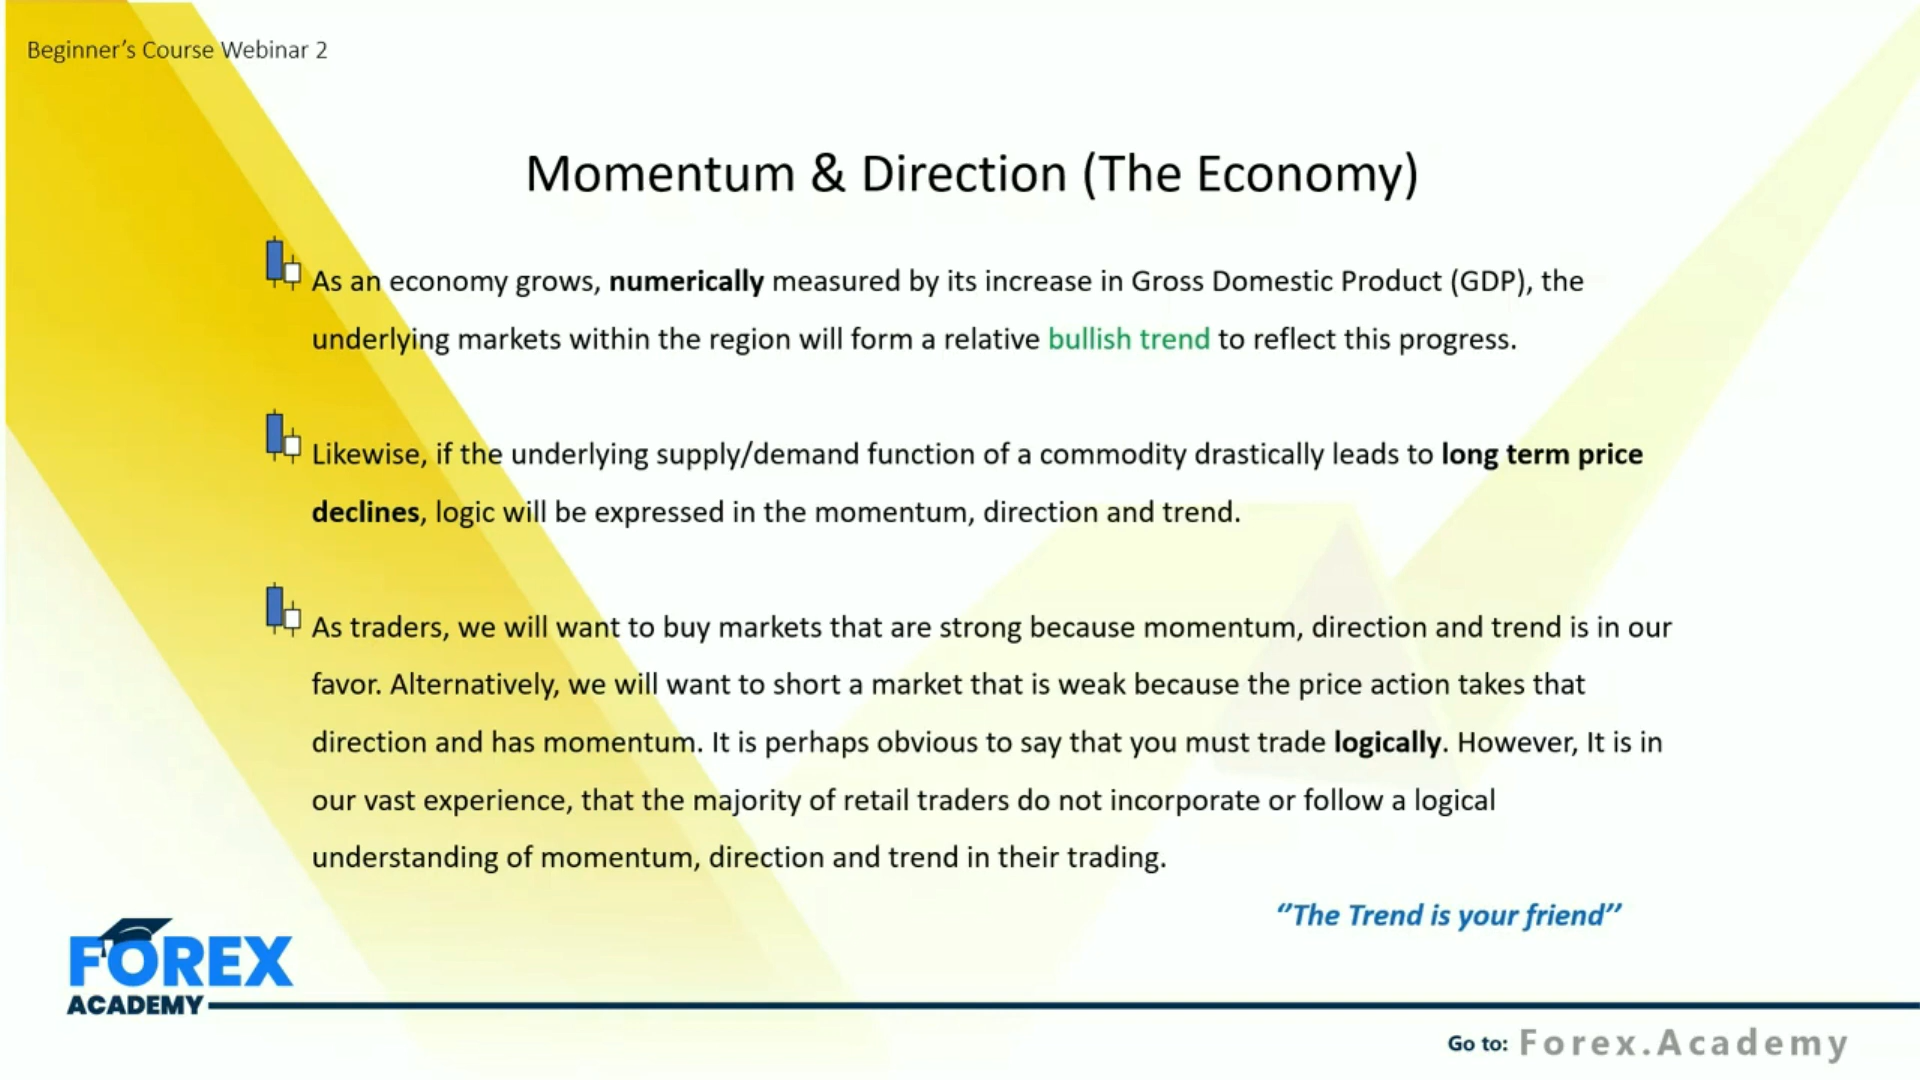 Beginner's Course Webinar 2
Momentum & Direction (The Economy)
As an economy grows, numerically measured by its increase in Gross Domestic Product (GDP), the
underlying markets within the region will form a relative bullish trend to reflect this progress.
Likewise, if the underlying supply/demand function of a commodity drastically leads to long term price
declines, logic will be expressed in the momentum, direction and trend.
As traders, we will want to buy markets that are strong because momentum, direction and trend is in our
favor. Alternatively, we will want to short a market that is weak because the price action takes that
direction and has momentum. It is perhaps obvious to say that you must trade logically. However, It is in
our vast experience, that the majority of retail traders do not incorporate or follow a logical
understanding of momentum, direction and trend in their trading.
‘’The Trend is your friend’’
FOREX
ACADEMY
Go to: Forex.Academy